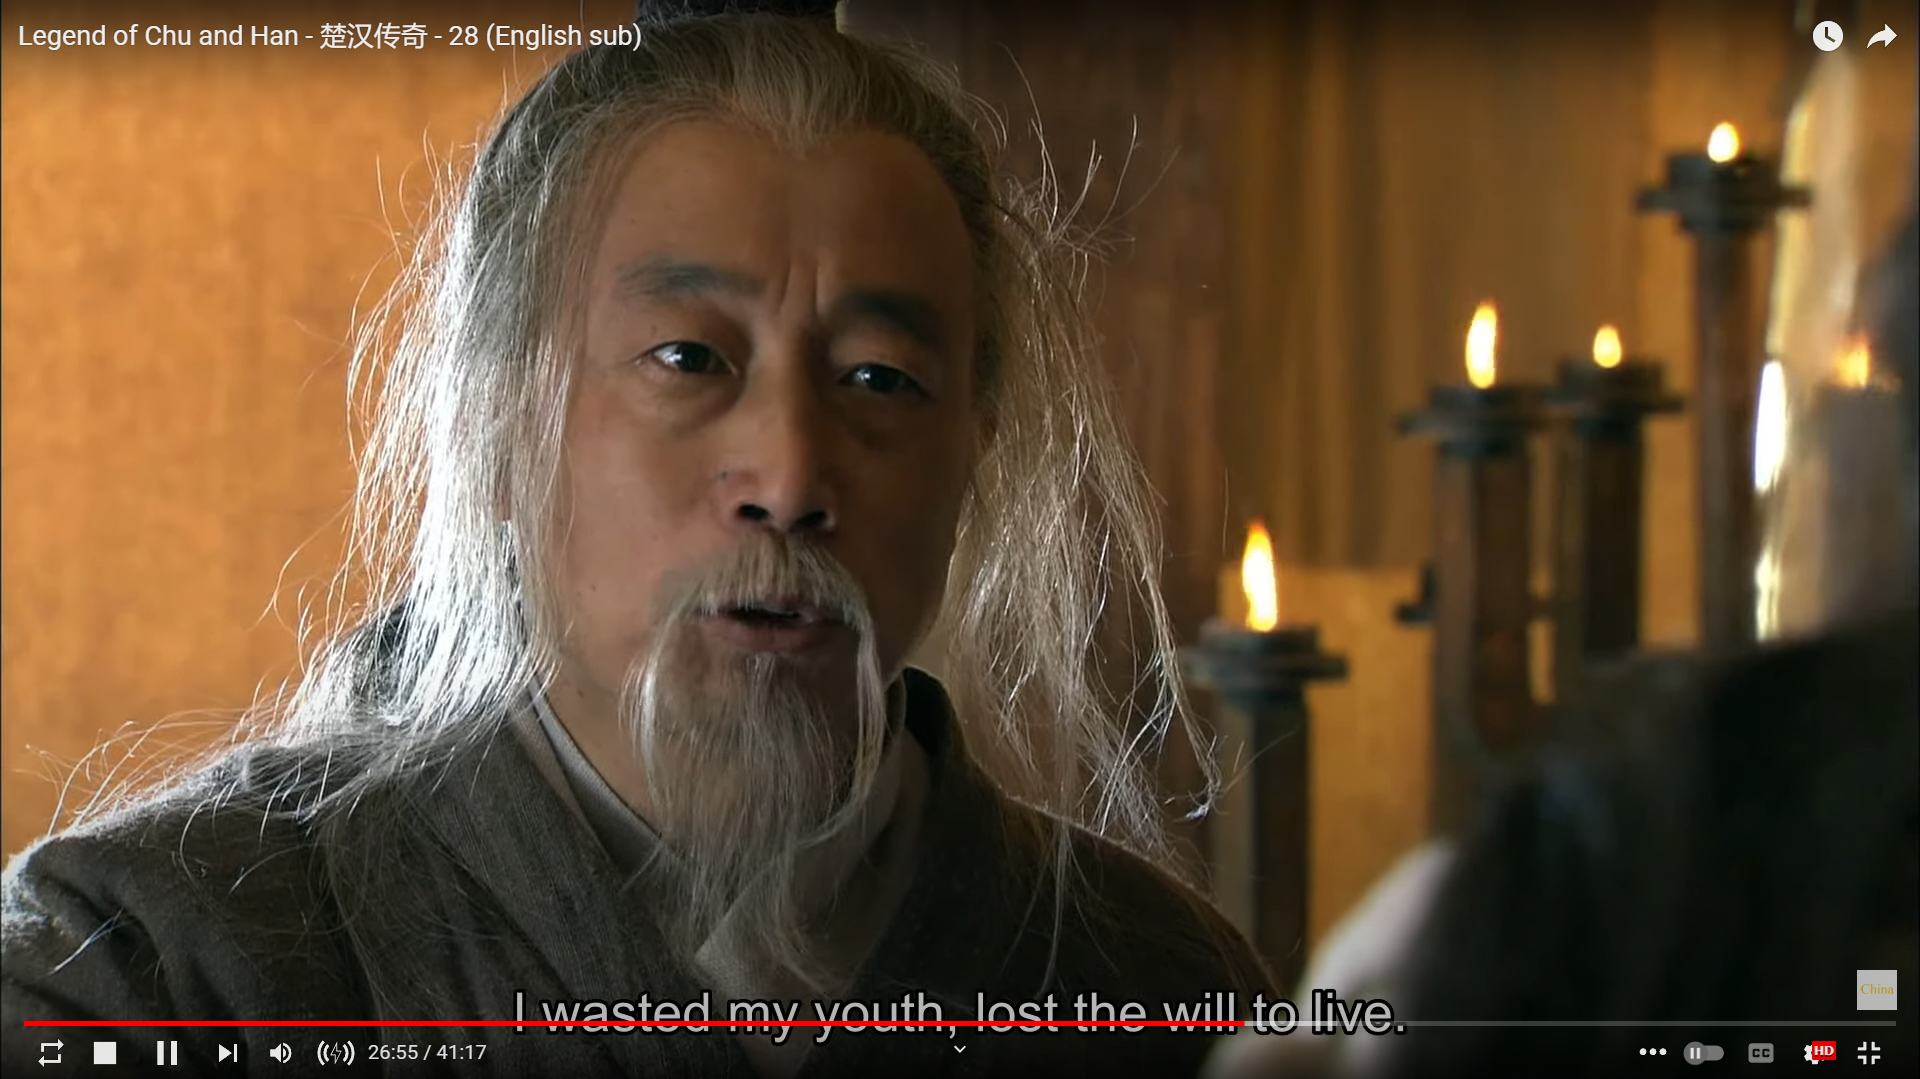 Legend of Chu and Han - 楚汉传奇 - 28 (English sub)
China
I wasted my youth, lost the will to live.
26:55 / 41:17
CC
HD